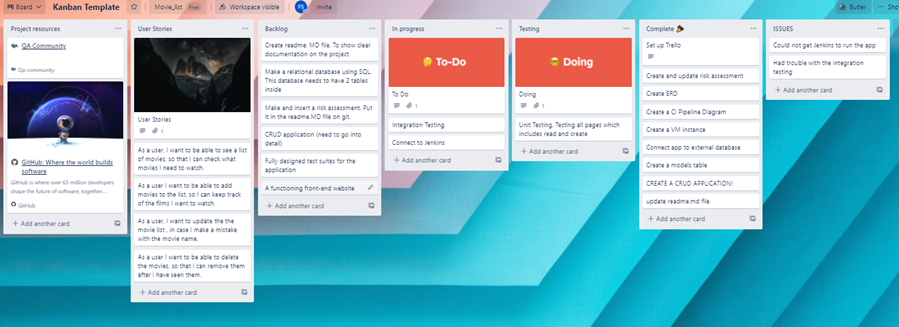 Board
Kanban Template
Movie_list
Free
Workspace visible
PS
Invite
Butler
Sho
Project resources
QA Community
Qa community
GitHub: Where the world builds
software
GitHub is where over 65 million developers
shape the future of software, together....
GitHub
Add another card
User Stories
User Stories
1
As a user, I want to be able to see a list
of movies, so that I can check what
movies I need to watch.
As a user I want to be able to add
movies to the list, so I can keep track
of the films I want to watch
As a user, I want to update the the
movie list , in case I make a mistake
with the movie name.
As a user I want to be able to delete
the movies, so that I can remove them
after I have seen them.
Add another card
Backlog
Create readme. MD file. To show clear
documentation on the project
Make a relational database using SQL.
This database needs to have 2 tables
inside
Make and insert a risk assessment. Put
it in the readme.MD file on git.
CRUD application (need to go into
detail)
Fully designed test suites for the
application
A functioning front-end website
Add another card
In progress
To-Do
To Do
1
Integration Testing
Connect to Jenkins
Add another card
Testing
Doing
Doing
1
Unit Testing. Testing all pages which
includes read and create
Add another card
Complete
Set up Trello
Create and update risk assessment
Create ERD
Create a CI Pipeline Diagram
Create a VM instance
Connect app to external database
Create a models table
CREATE A CRUD APPLICATION!
update readme.md file
Add another card
ISSUES
Could not get Jenkins to run the app
Had trouble with the integration
testing
Add another card